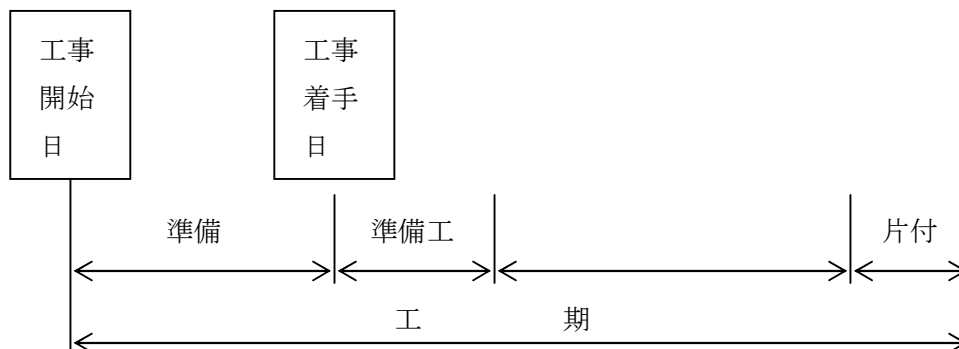 工事
開始
日
工事
着手
日
準備
準備工
片付
工　期